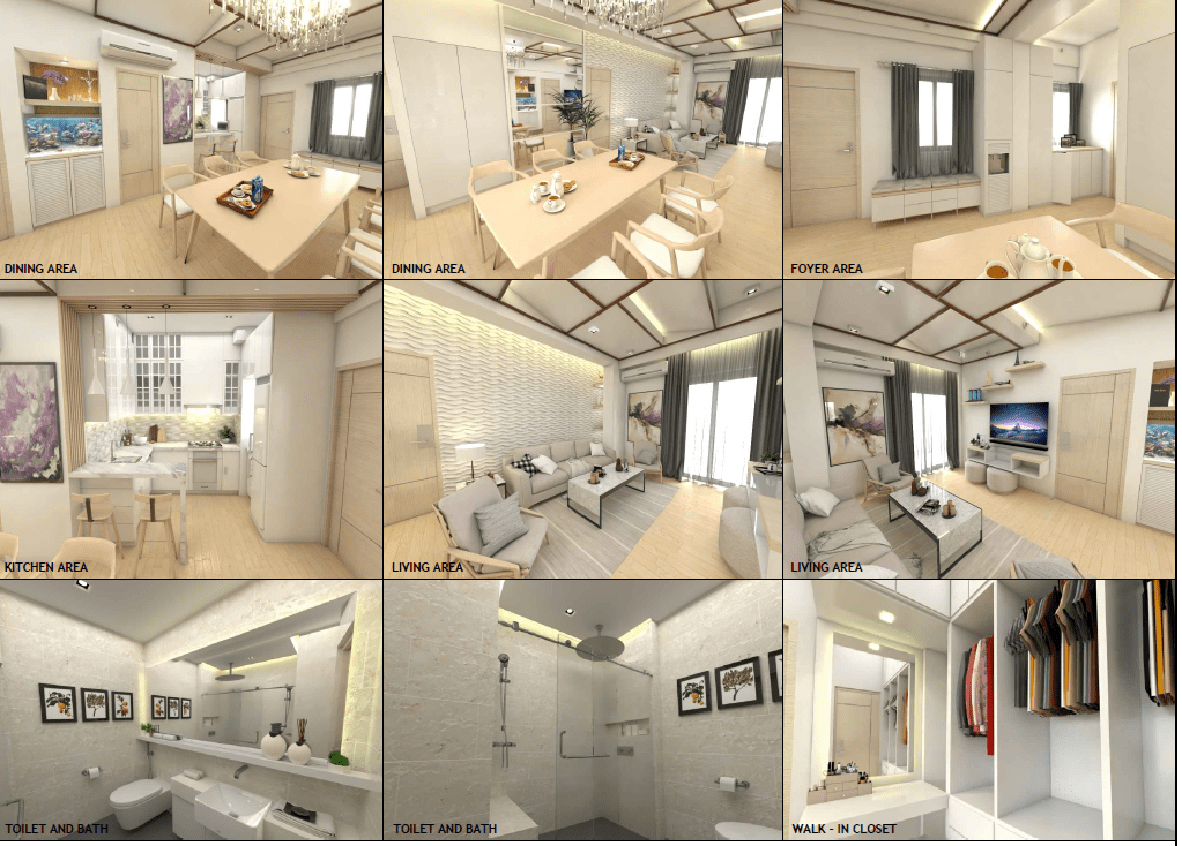 DINING AREA
DINING AREA
FOYER AREA
KITCHEN AREA
LIVING AREA
LIVING AREA
TOILET AND BATH
TOILET AND BATH
WALK - IN CLOSET